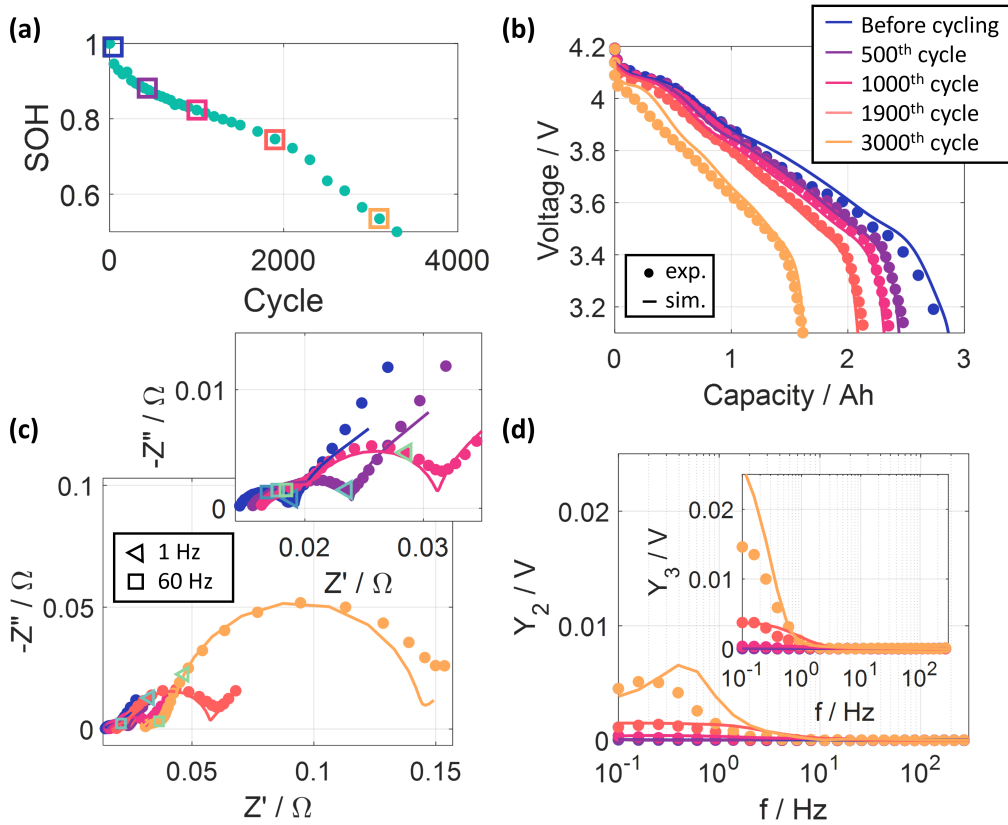 (a)
1
0.8
0.6
SOH
0
2000
4000
Cycle
(b)
4.2
4
3.8
3.6
3.4
3.2
Voltage / V
0
1
2
3
Capacity / Ah
exp.
sim.
Before cycling
500th cycle
1000th cycle
1900th cycle
3000th cycle
(c)
0.01
0
-Z'' / Ω
0.02
0.03
Z' / Ω
0.1
0.05
0
-Z'' / Ω
1 Hz
60 Hz
0.05
0.1
0.15
Z' / Ω
(d)
0.02
0.01
0
Y2 / V
10-1
100
101
102
f / Hz
0.02
0.01
0
Y3 / V
10-1
100
101
102
f / Hz